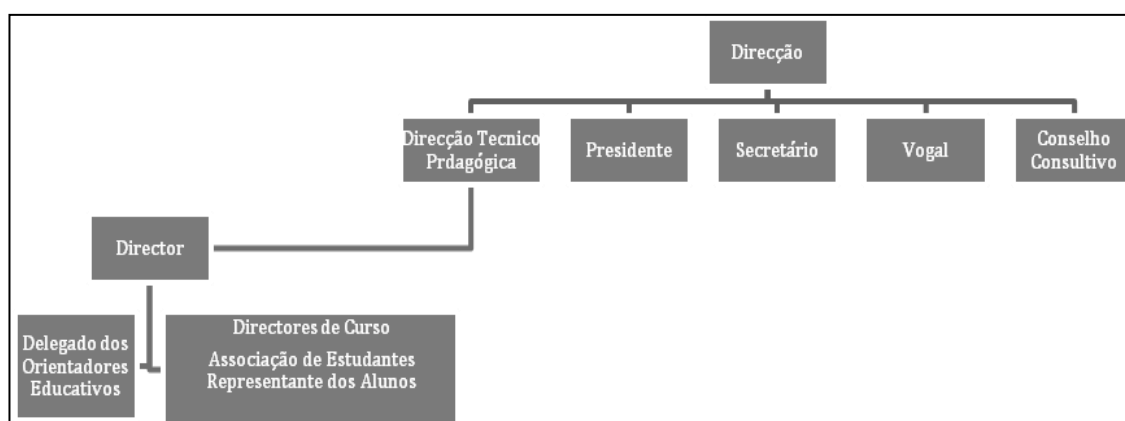 Direcção
Direcção Tecnico
Prdagógica
Presidente
Secretário
Vogal
Conselho
Consultivo
Director
Delegado dos
Orientadores
Educativos
Directores de Curso
Associação de Estudantes
Representante dos Alunos